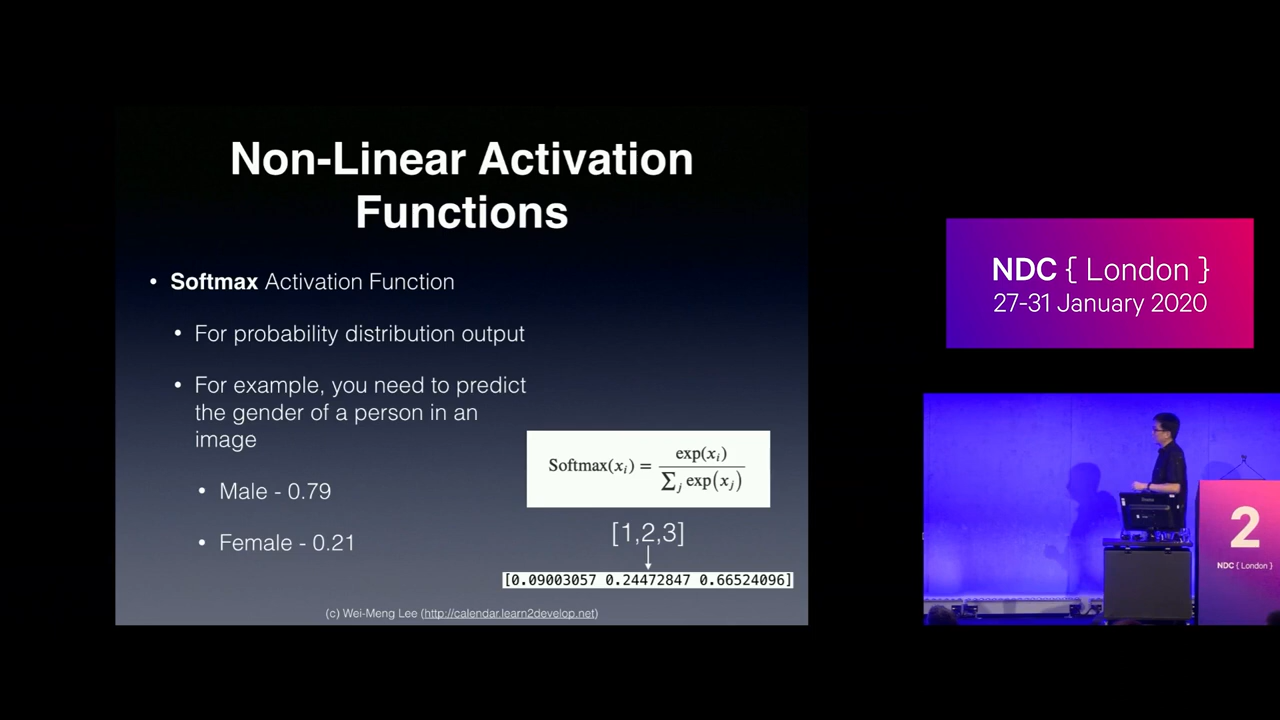 Non-Linear Activation
Functions
• Softmax Activation Function
• For probability distribution output
• For example, you need to predict
the gender of a person in an
image
• Male - 0.79
• Female - 0.21
Softmax(xᵢ) = exp(xᵢ) / ∑ⱼ exp(xⱼ)
[1,2,3]
[0.09003057 0.24472847 0.66524096]
(c) Wei-Meng Lee (http://calendar.learn2develop.net)
NDC { London }
27-31 January 2020
2
NDC { London }